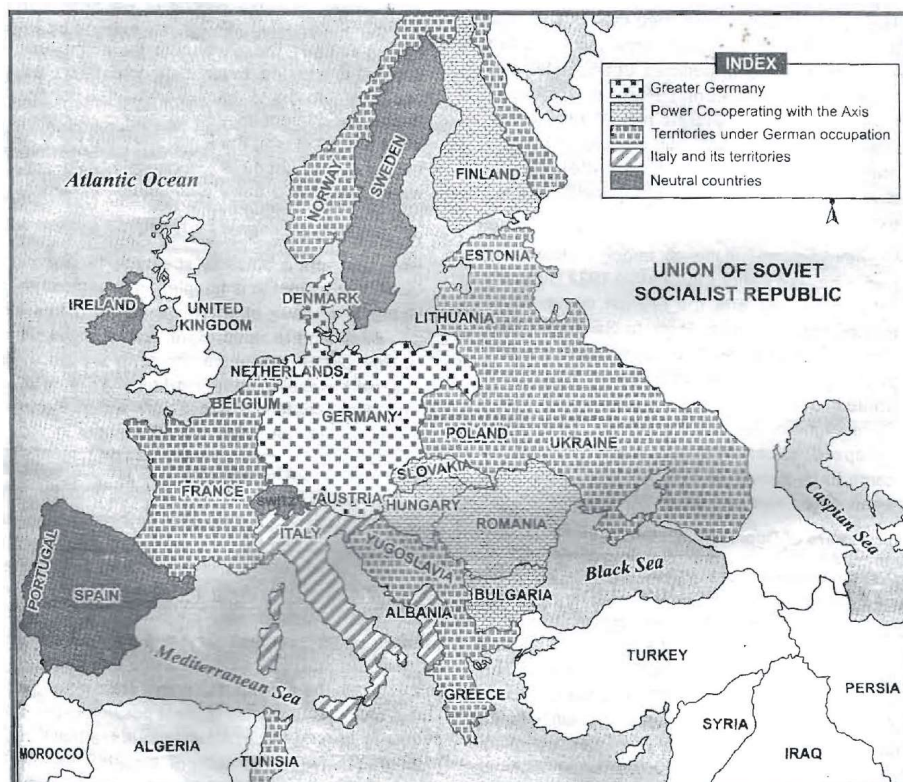 INDEX
Greater Germany
Power Co-operating with the Axis
Territories under German occupation
Italy and its territories
Neutral countries
Atlantic Ocean
NORWAY
SWEDEN
FINLAND
ESTONIA
UNION OF SOVIET
SOCIALIST REPUBLIC
IRELAND
UNITED
KINGDOM
DENMARK
LITHUANIA
NETHERLANDS
BELGIUM
GERMANY
POLAND
UKRAINE
SLOVAKIA
FRANCE
SWITZ
AUSTRIA
HUNGARY
ITALY
ROMANIA
Caspian Sea
YUGOSLAVIA
Black Sea
PORTUGAL
SPAIN
BULGARIA
ALBANIA
Mediterranean Sea
TURKEY
GREECE
PERSIA
SYRIA
MOROCCO
ALGERIA
TUNISIA
IRAQ